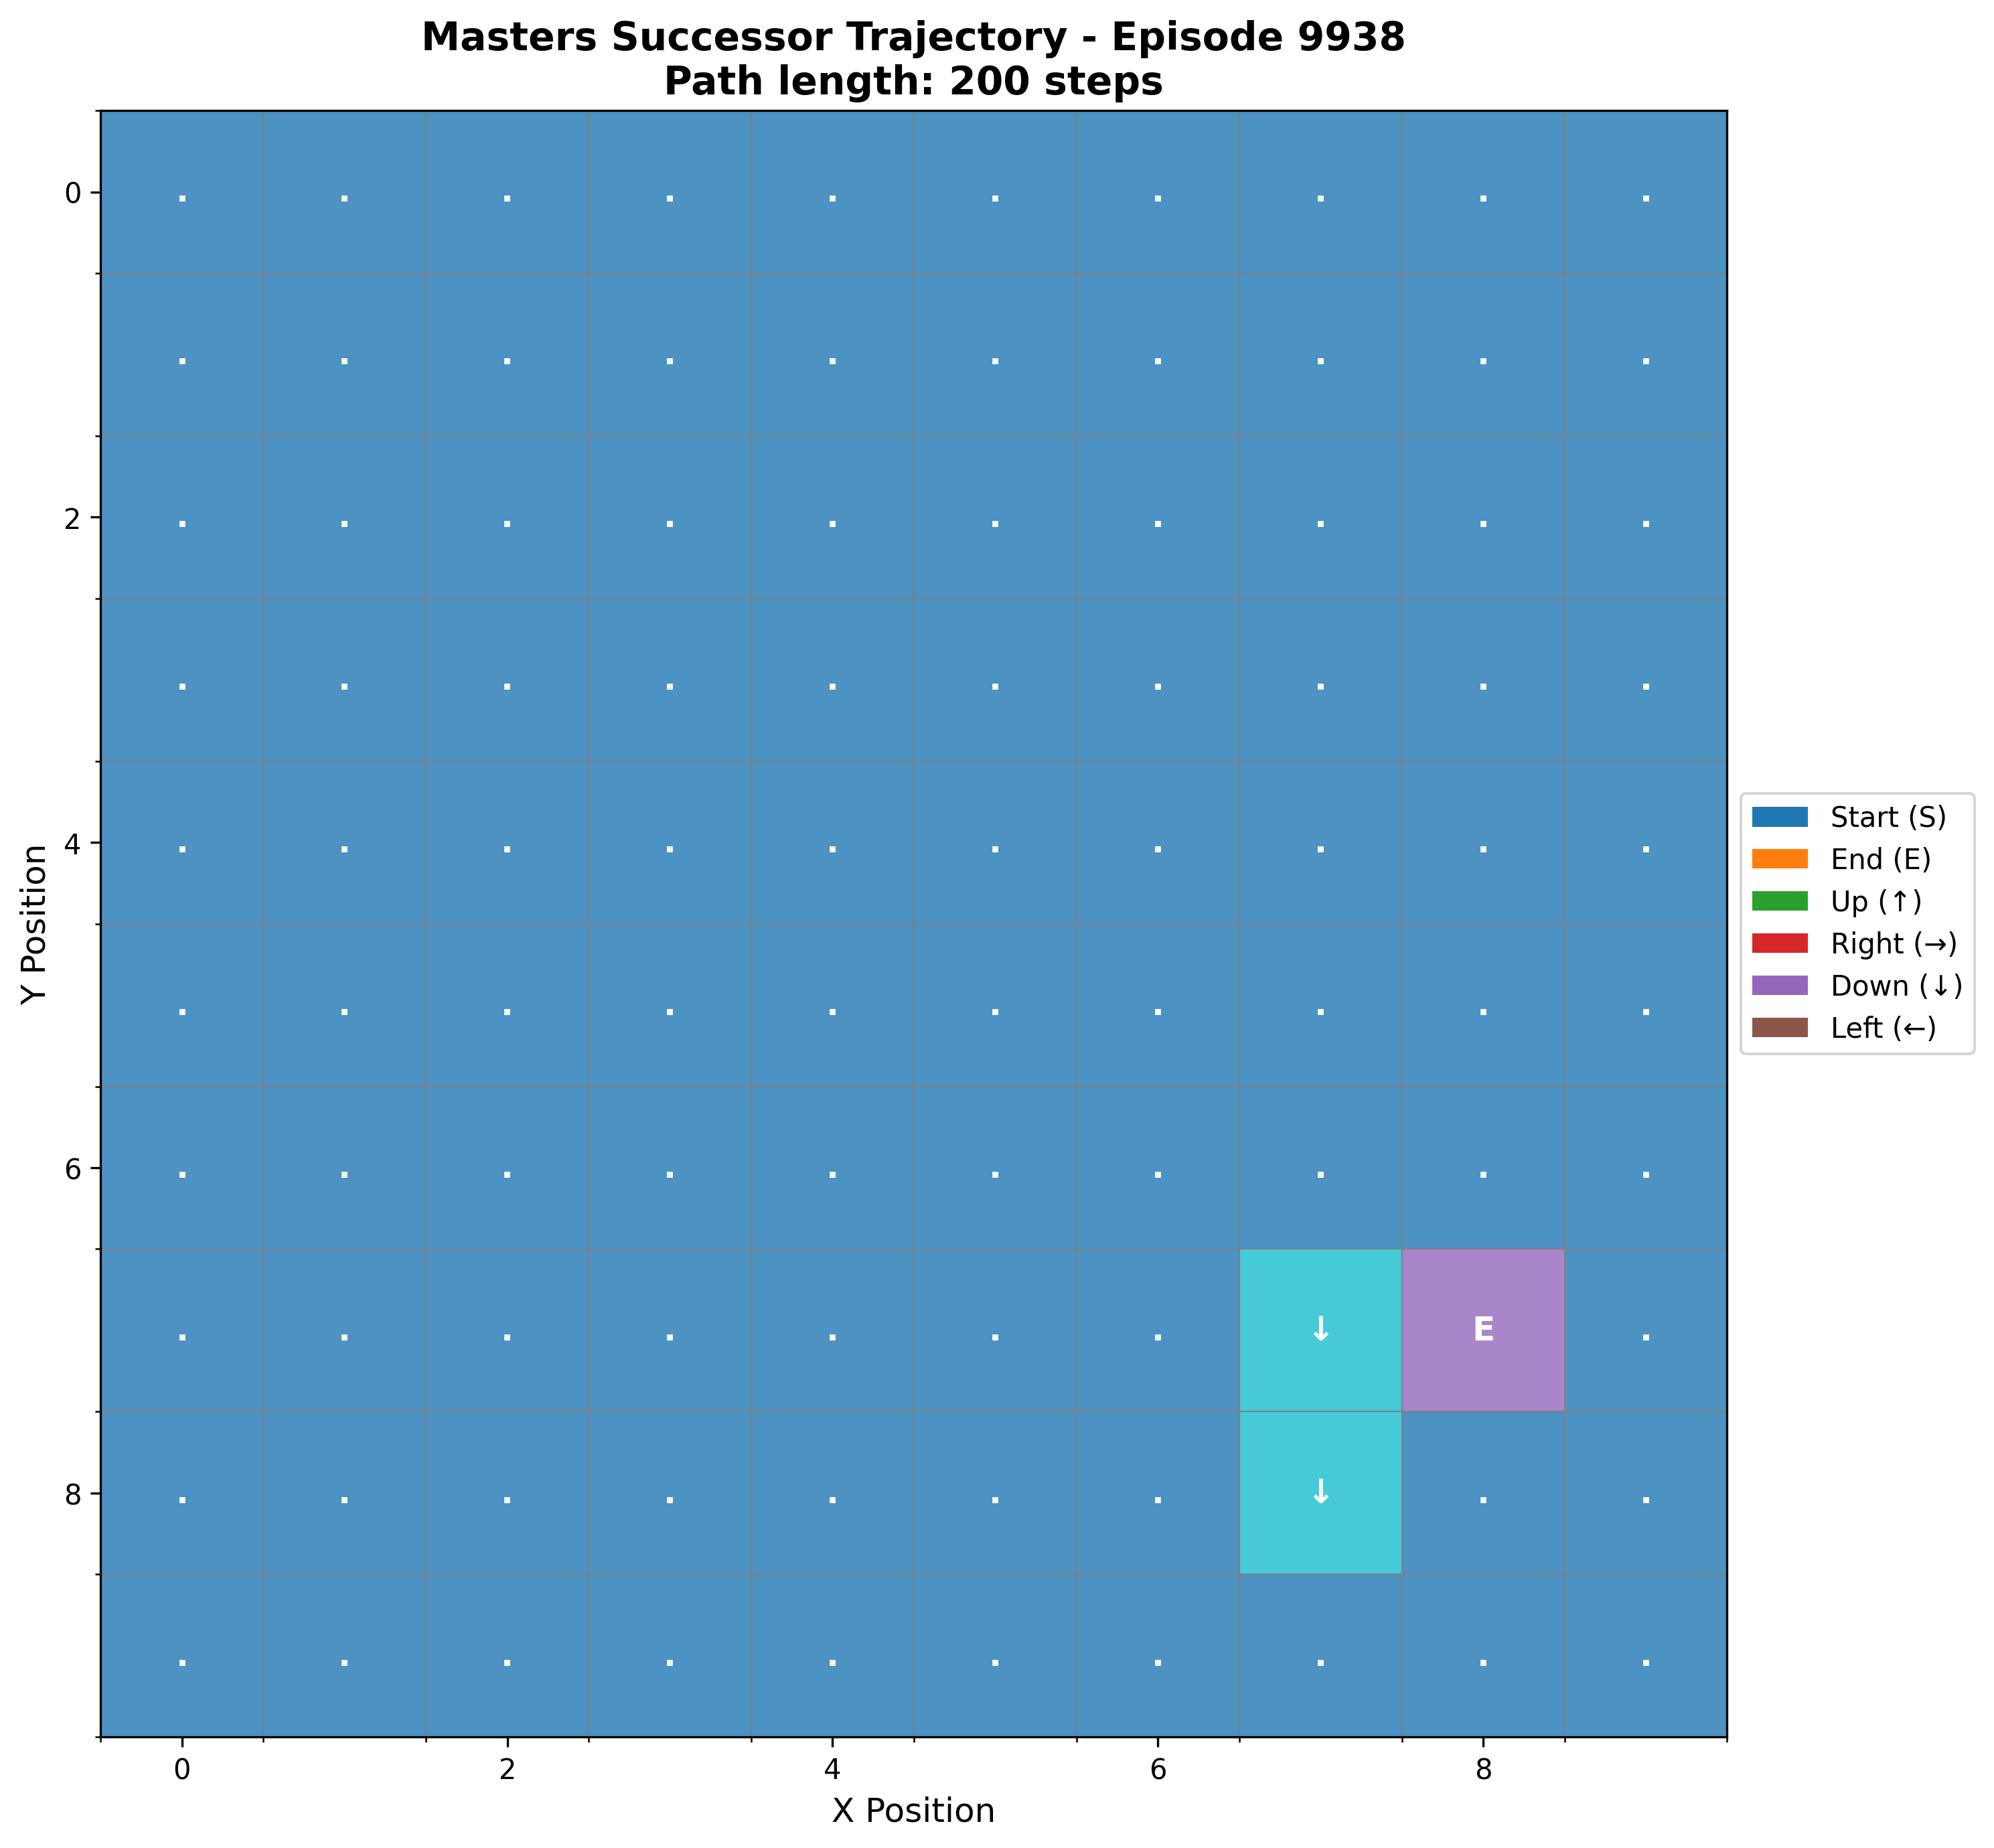 Masters Successor Trajectory - Episode 9938
Path length: 200 steps
0
2
4
6
8
Y Position
↓ E
↓
0 2 4 6 8
X Position
Start (S)
End (E)
Up (↑)
Right (→)
Down (↓)
Left (←)